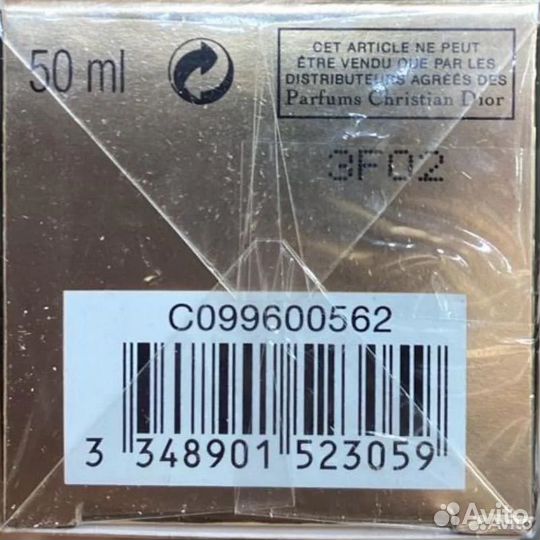 50 ml
CET ARTICLE NE PEUT
ÊTRE VENDU QUE PAR LES
DISTRIBUTEURS AGRÉÉS DES
Parfums Christian Dior
3F02
C099600562
3 348901 523059
Avito